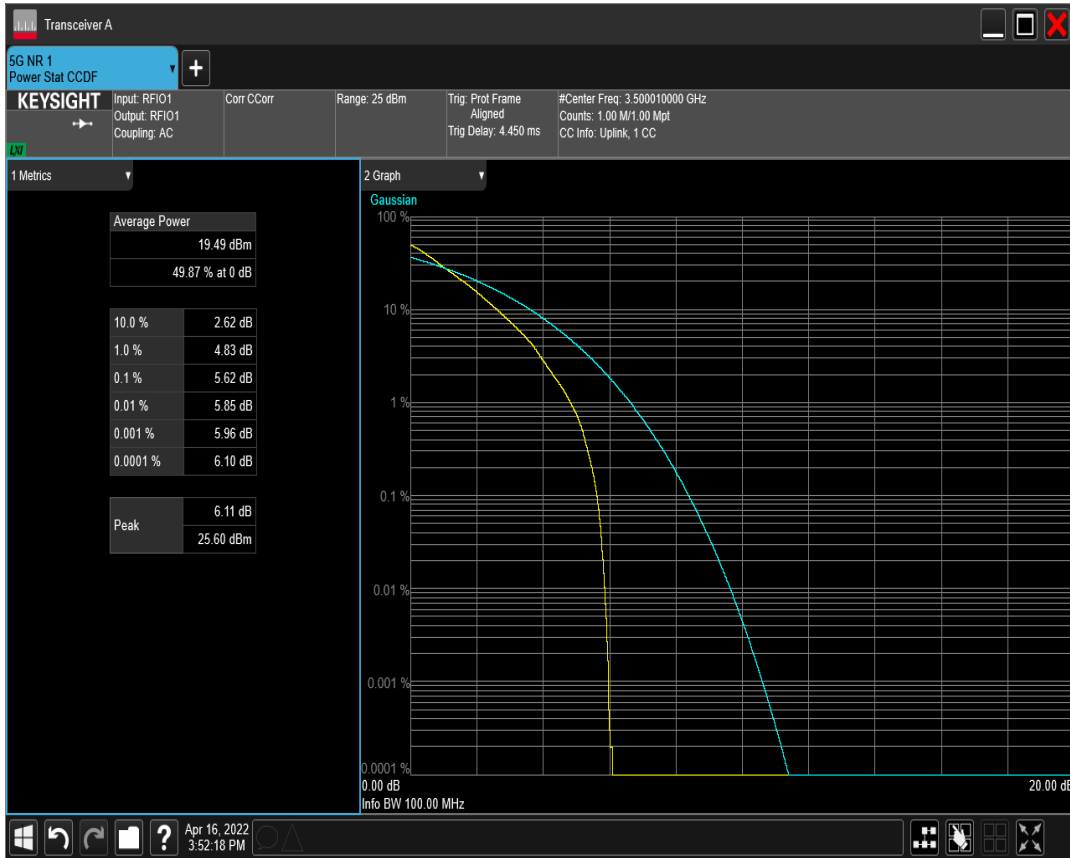 Transceiver A
5G NR 1
Power Stat CCDF
+
KEYSIGHT
LXI
Input: RFIO1
Output: RFIO1
Coupling: AC
Corr CCorr
Range: 25 dBm
Trig: Prot Frame
Aligned
Trig Delay: 4.450 ms
#Center Freq: 3.500010000 GHz
Counts: 1.00 M/1.00 Mpt
CC Info: Uplink, 1 CC
1 Metrics
Average Power
19.49 dBm
49.87 % at 0 dB
10.0 % 2.62 dB
1.0 % 4.83 dB
0.1 % 5.62 dB
0.01 % 5.85 dB
0.001 % 5.96 dB
0.0001 % 6.10 dB
Peak
6.11 dB
25.60 dBm
2 Graph
Gaussian
100 %
10 %
1 %
0.1 %
0.01 %
0.001 %
0.0001 %
0.00 dB 20.00 dB
Info BW 100.00 MHz
?
Apr 16, 2022
3:52:18 PM